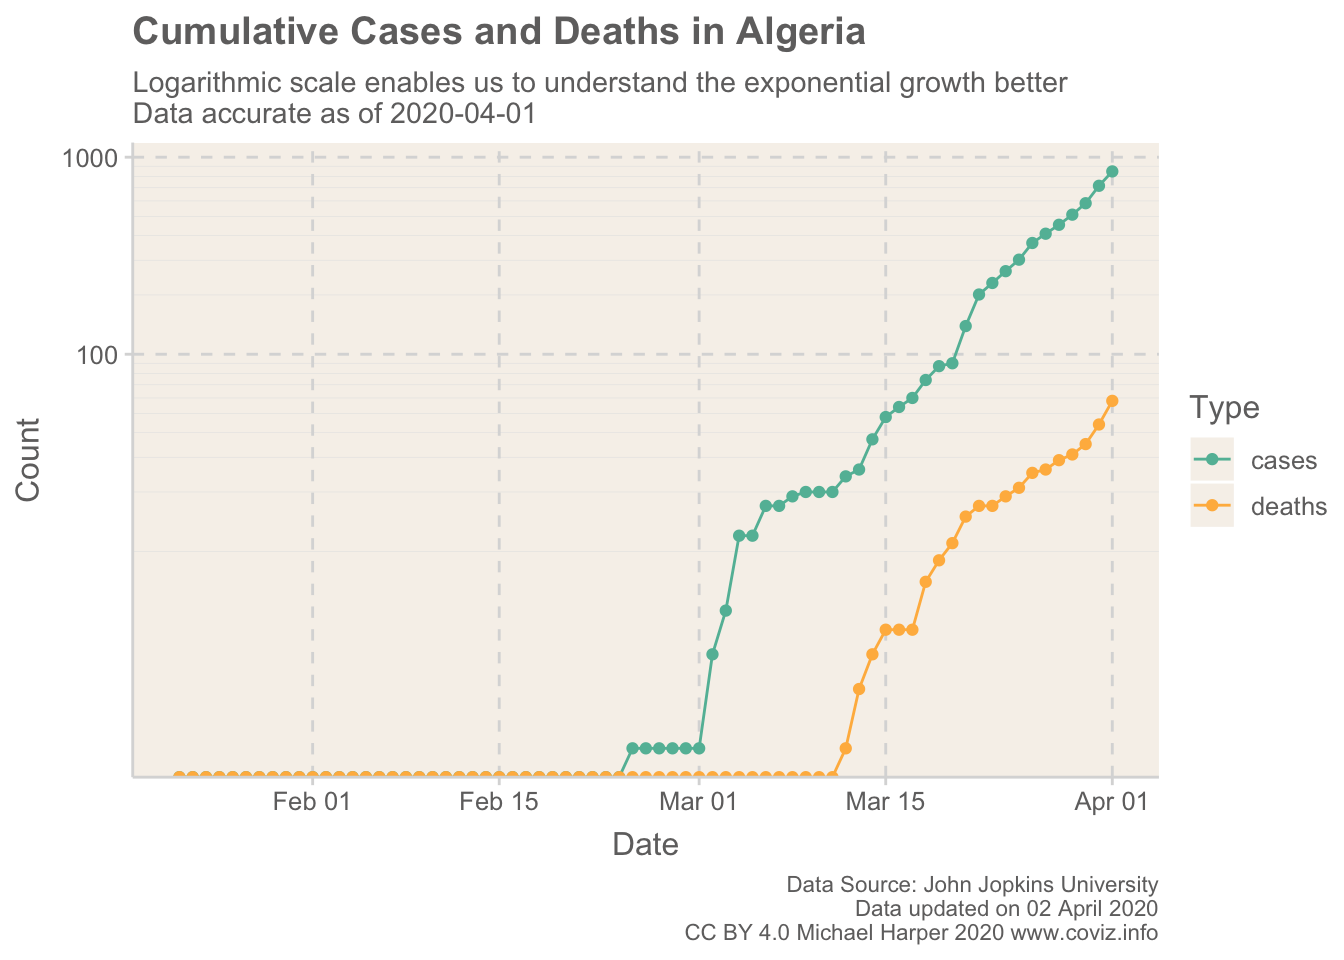 Cumulative Cases and Deaths in Algeria
Logarithmic scale enables us to understand the exponential growth better
Data accurate as of 2020-04-01
1000
100
Count
Feb 01
Feb 15
Mar 01
Mar 15
Apr 01
Date
Type
cases
deaths
Data Source: John Jopkins University
Data updated on 02 April 2020
CC BY 4.0 Michael Harper 2020 www.coviz.info